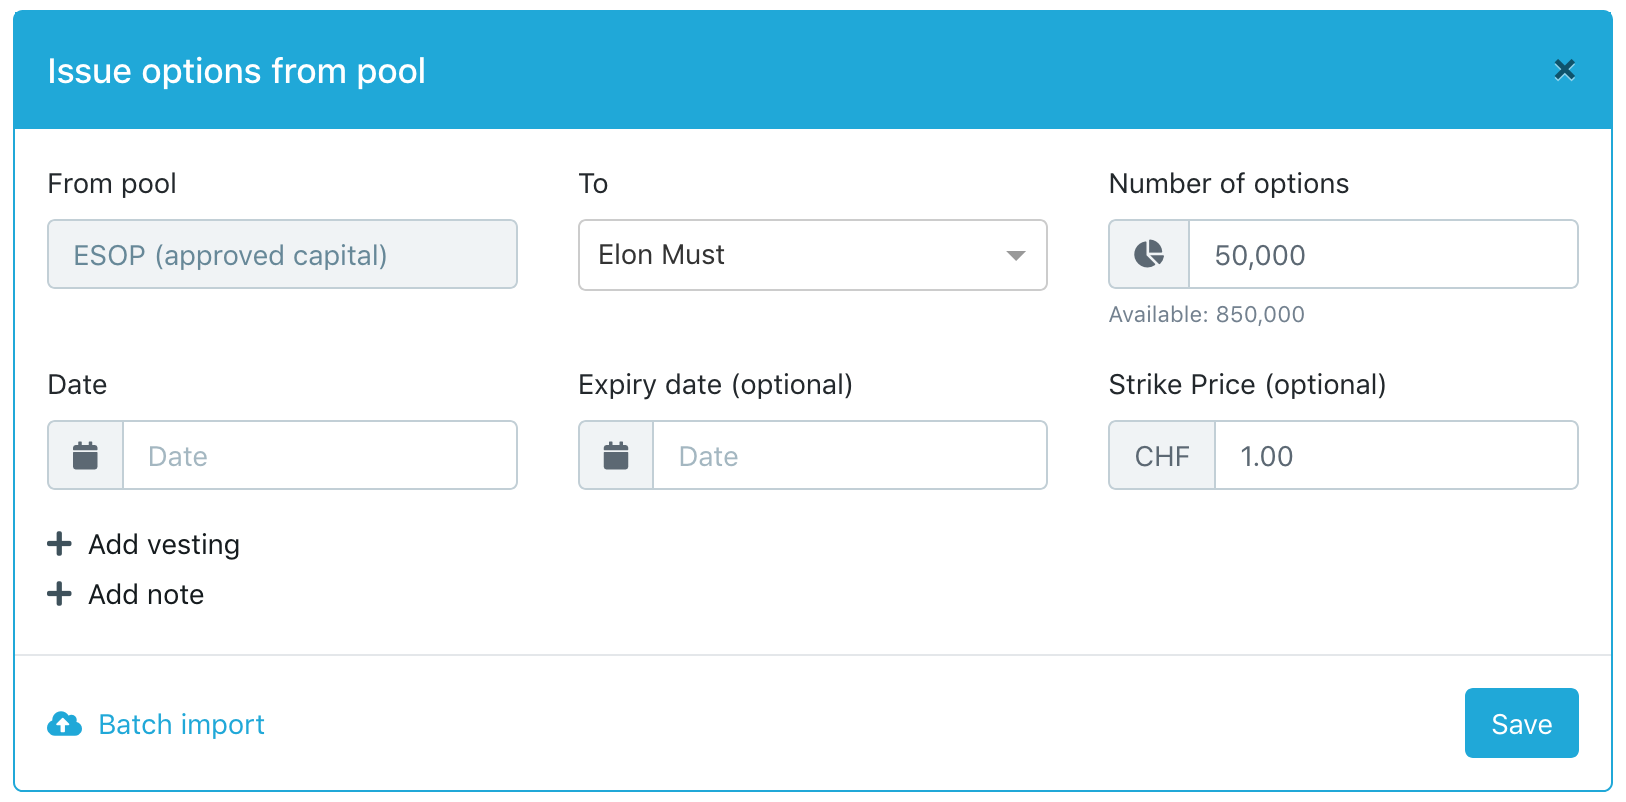 Issue options from pool
From pool
To
Number of options
ESOP (approved capital)
Elon Must
50,000
Available: 850,000
Date
Expiry date (optional)
Strike Price (optional)
Date
Date
CHF
1.00
Add vesting
Add note
Batch import
Save